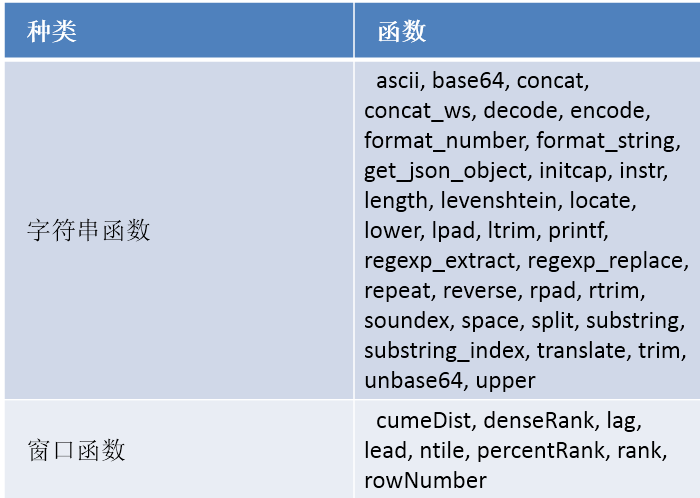 种类
函数
字符串函数
ascii, base64, concat,
concat_ws, decode, encode,
format_number, format_string,
get_json_object, initcap, instr,
length, levenshtein, locate,
lower, lpad, ltrim, printf,
regexp_extract, regexp_replace,
repeat, reverse, rpad, rtrim,
soundex, space, split, substring,
substring_index, translate, trim,
unbase64, upper
窗口函数
cumeDist, denseRank, lag,
lead, ntile, percentRank, rank,
rowNumber